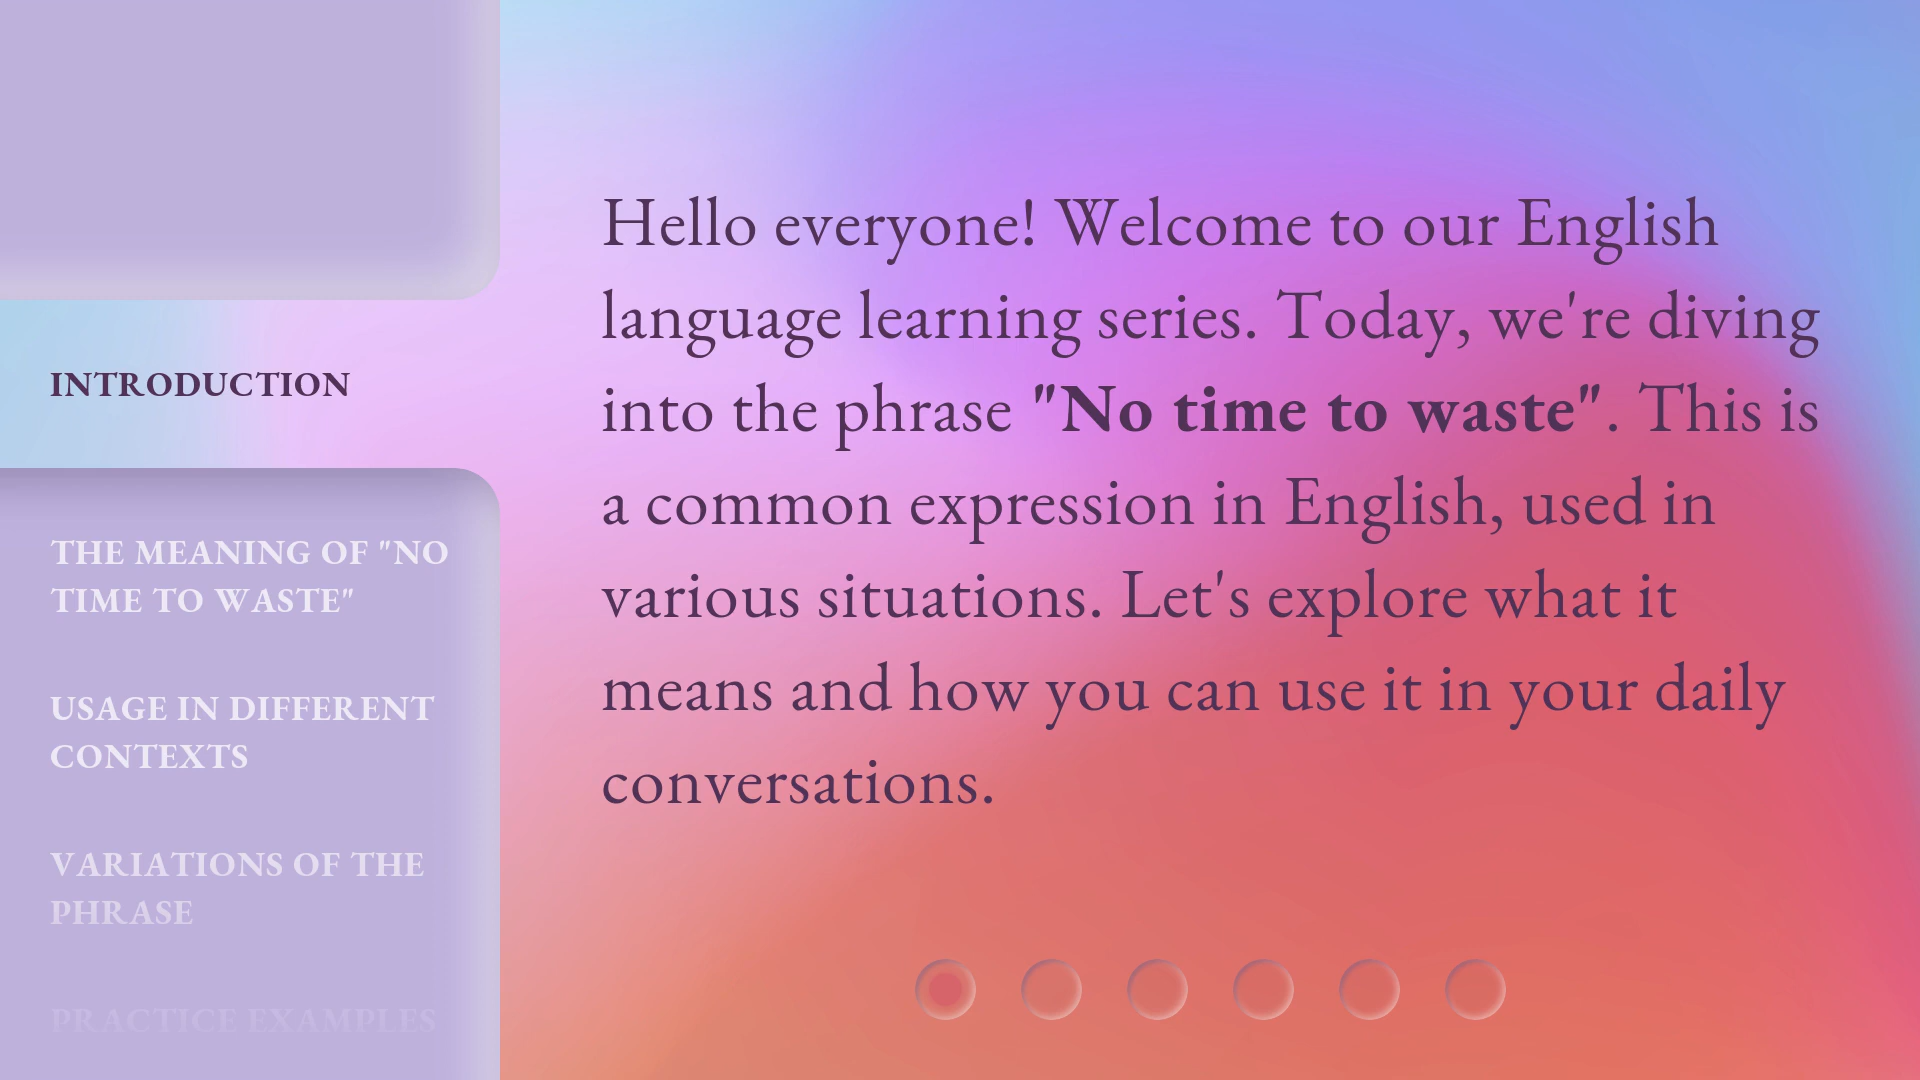 INTRODUCTION
THE MEANING OF "NO
TIME TO WASTE"
USAGE IN DIFFERENT
CONTEXTS
VARIATIONS OF THE
PHRASE
PRACTICE EXAMPLES
Hello everyone! Welcome to our English
language learning series. Today, we're diving
into the phrase "No time to waste". This is
a common expression in English, used in
various situations. Let's explore what it
means and how you can use it in your daily
conversations.